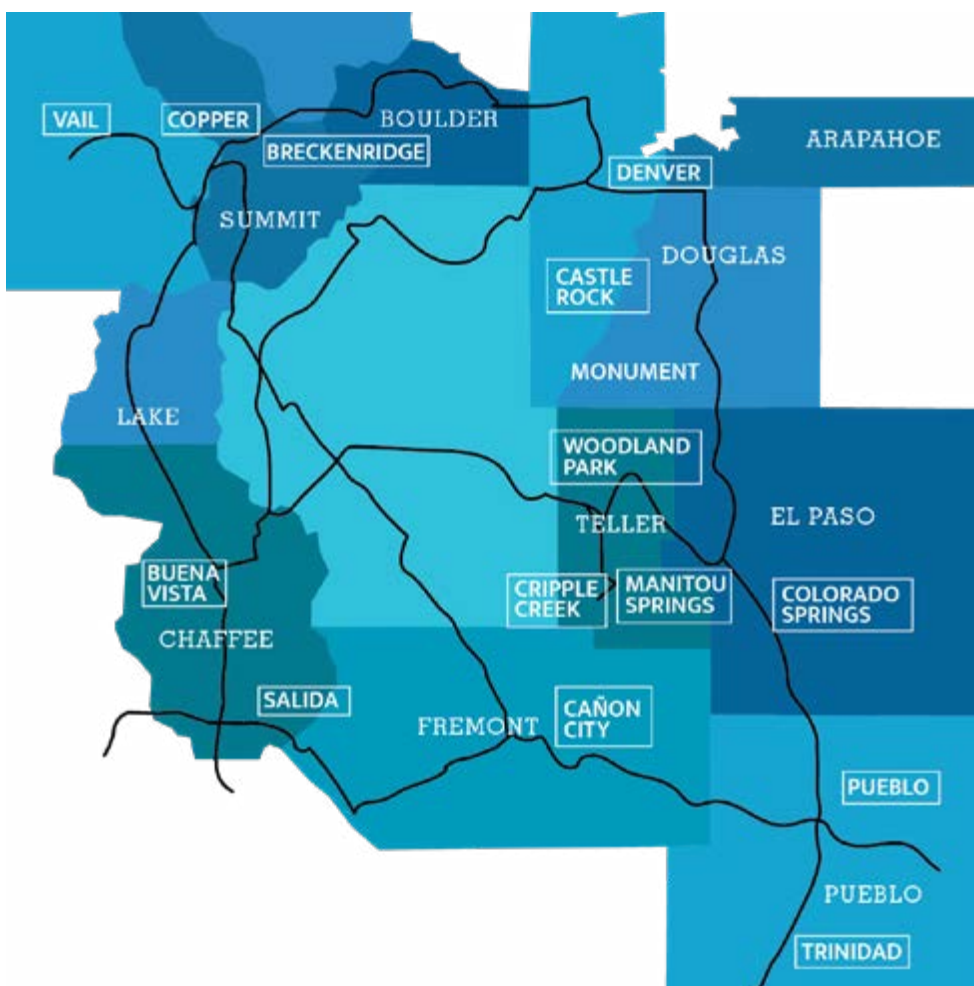 VAIL
COPPER
BOULDER
BRECKENRIDGE
ARAPAHOE
DENVER
SUMMIT
DOUGLAS
CASTLE
ROCK
MONUMENT
LAKE
WOODLAND
PARK
TELLER
EL PASO
BUENA
VISTA
CRIPPLE
CREEK
MANITOU
SPRINGS
COLORADO
SPRINGS
CHAFFEE
SALIDA
FREMONT
CAÑON
CITY
PUEBLO
PUEBLO
TRINIDAD